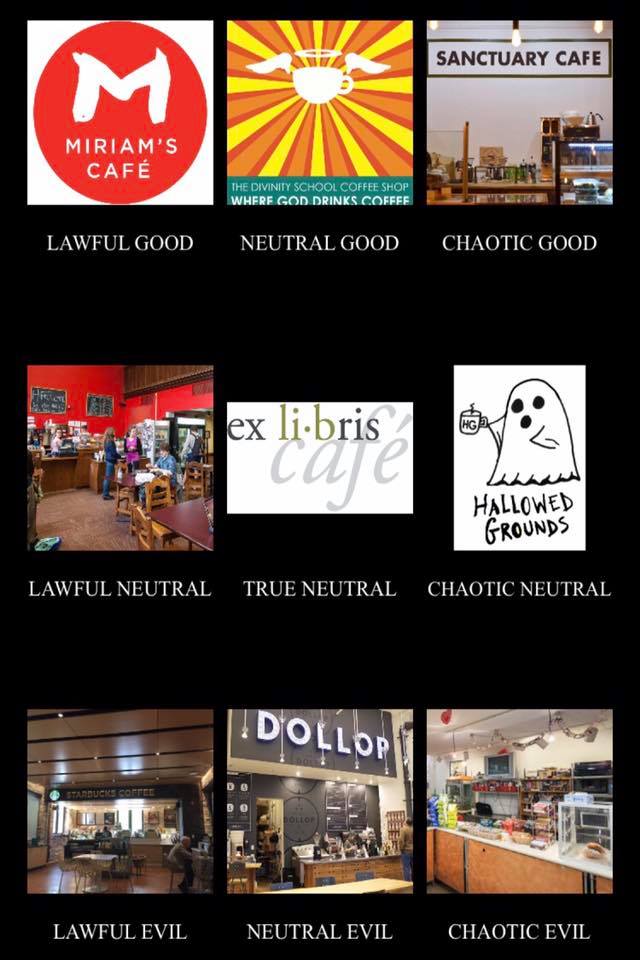 M
MIRIAM'S
CAFÉ
THE DIVINITY SCHOOL COFFEE SHOP
WHERE GOD DRINKS COFFEE
SANCTUARY CAFE
LAWFUL GOOD
NEUTRAL GOOD
CHAOTIC GOOD
ex li·bris
café
HG
HALLOWED
GROUNDS
LAWFUL NEUTRAL
TRUE NEUTRAL
CHAOTIC NEUTRAL
STARBUCKS COFFEE
DOLLOP
DOLLOP
LAWFUL EVIL
NEUTRAL EVIL
CHAOTIC EVIL